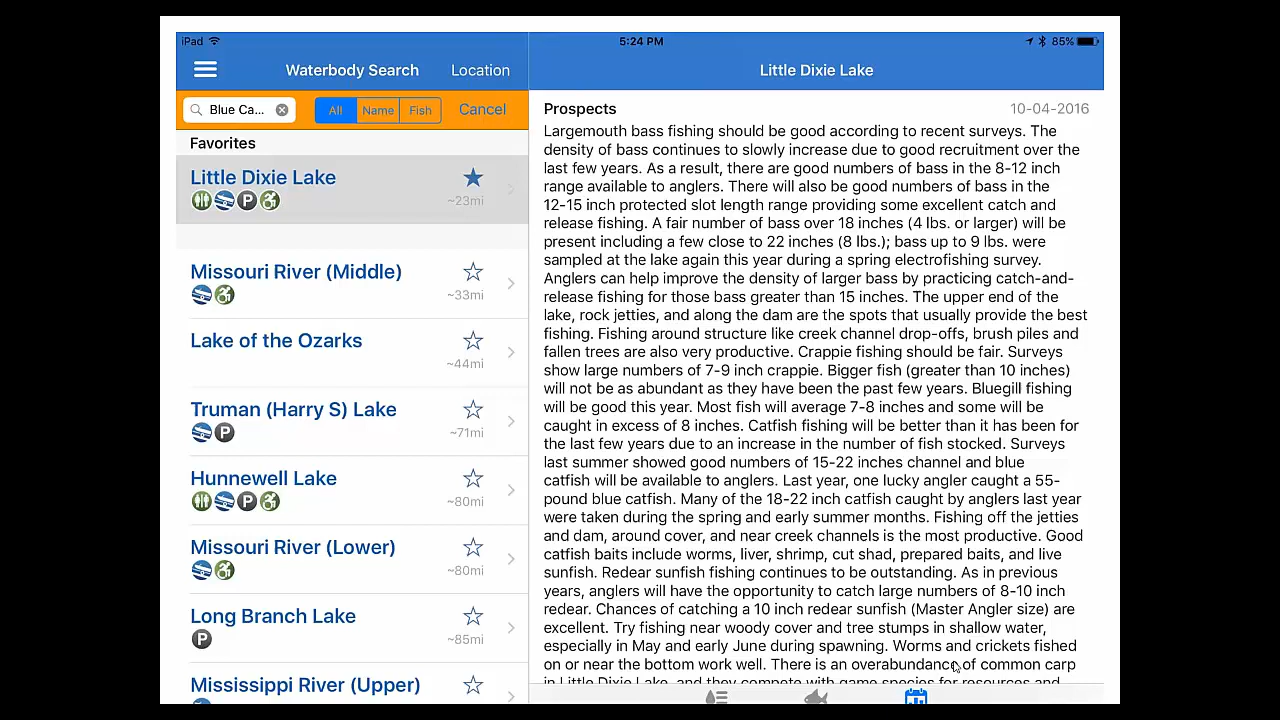 iPad
5:24 PM
85%
Waterbody Search
Location
Little Dixie Lake
Blue Ca...
All
Name
Fish
Cancel
Favorites
Little Dixie Lake
~23mi
P
Missouri River (Middle)
~33mi
Lake of the Ozarks
~44mi
Truman (Harry S) Lake
~71mi
P
Hunnewell Lake
~80mi
P
Missouri River (Lower)
~80mi
Long Branch Lake
~85mi
P
Mississippi River (Upper)
Prospects
10-04-2016
Largemouth bass fishing should be good according to recent surveys. The
density of bass continues to slowly increase due to good recruitment over the
last few years. As a result, there are good numbers of bass in the 8-12 inch
range available to anglers. There will also be good numbers of bass in the
12-15 inch protected slot length range providing some excellent catch and
release fishing. A fair number of bass over 18 inches (4 lbs. or larger) will be
present including a few close to 22 inches (8 lbs.); bass up to 9 lbs. were
sampled at the lake again this year during a spring electrofishing survey.
Anglers can help improve the density of larger bass by practicing catch-and-
release fishing for those bass greater than 15 inches. The upper end of the
lake, rock jetties, and along the dam are the spots that usually provide the best
fishing. Fishing around structure like creek channel drop-offs, brush piles and
fallen trees are also very productive. Crappie fishing should be fair. Surveys
show large numbers of 7-9 inch crappie. Bigger fish (greater than 10 inches)
will not be as abundant as they have been the past few years. Bluegill fishing
will be good this year. Most fish will average 7-8 inches and some will be
caught in excess of 8 inches. Catfish fishing will be better than it has been for
the last few years due to an increase in the number of fish stocked. Surveys
last summer showed good numbers of 15-22 inches channel and blue
catfish will be available to anglers. Last year, one lucky angler caught a 55-
pound blue catfish. Many of the 18-22 inch catfish caught by anglers last year
were taken during the spring and early summer months. Fishing off the jetties
and dam, around cover, and near creek channels is the most productive. Good
catfish baits include worms, liver, shrimp, cut shad, prepared baits, and live
sunfish. Redear sunfish fishing continues to be outstanding. As in previous
years, anglers will have the opportunity to catch large numbers of 8-10 inch
redear. Chances of catching a 10 inch redear sunfish (Master Angler size) are
excellent. Try fishing near woody cover and tree stumps in shallow water,
especially in May and early June during spawning. Worms and crickets fished
on or near the bottom work well. There is an overabundance of common carp
in Little Dixie Lake, and they compete with game species for resources and